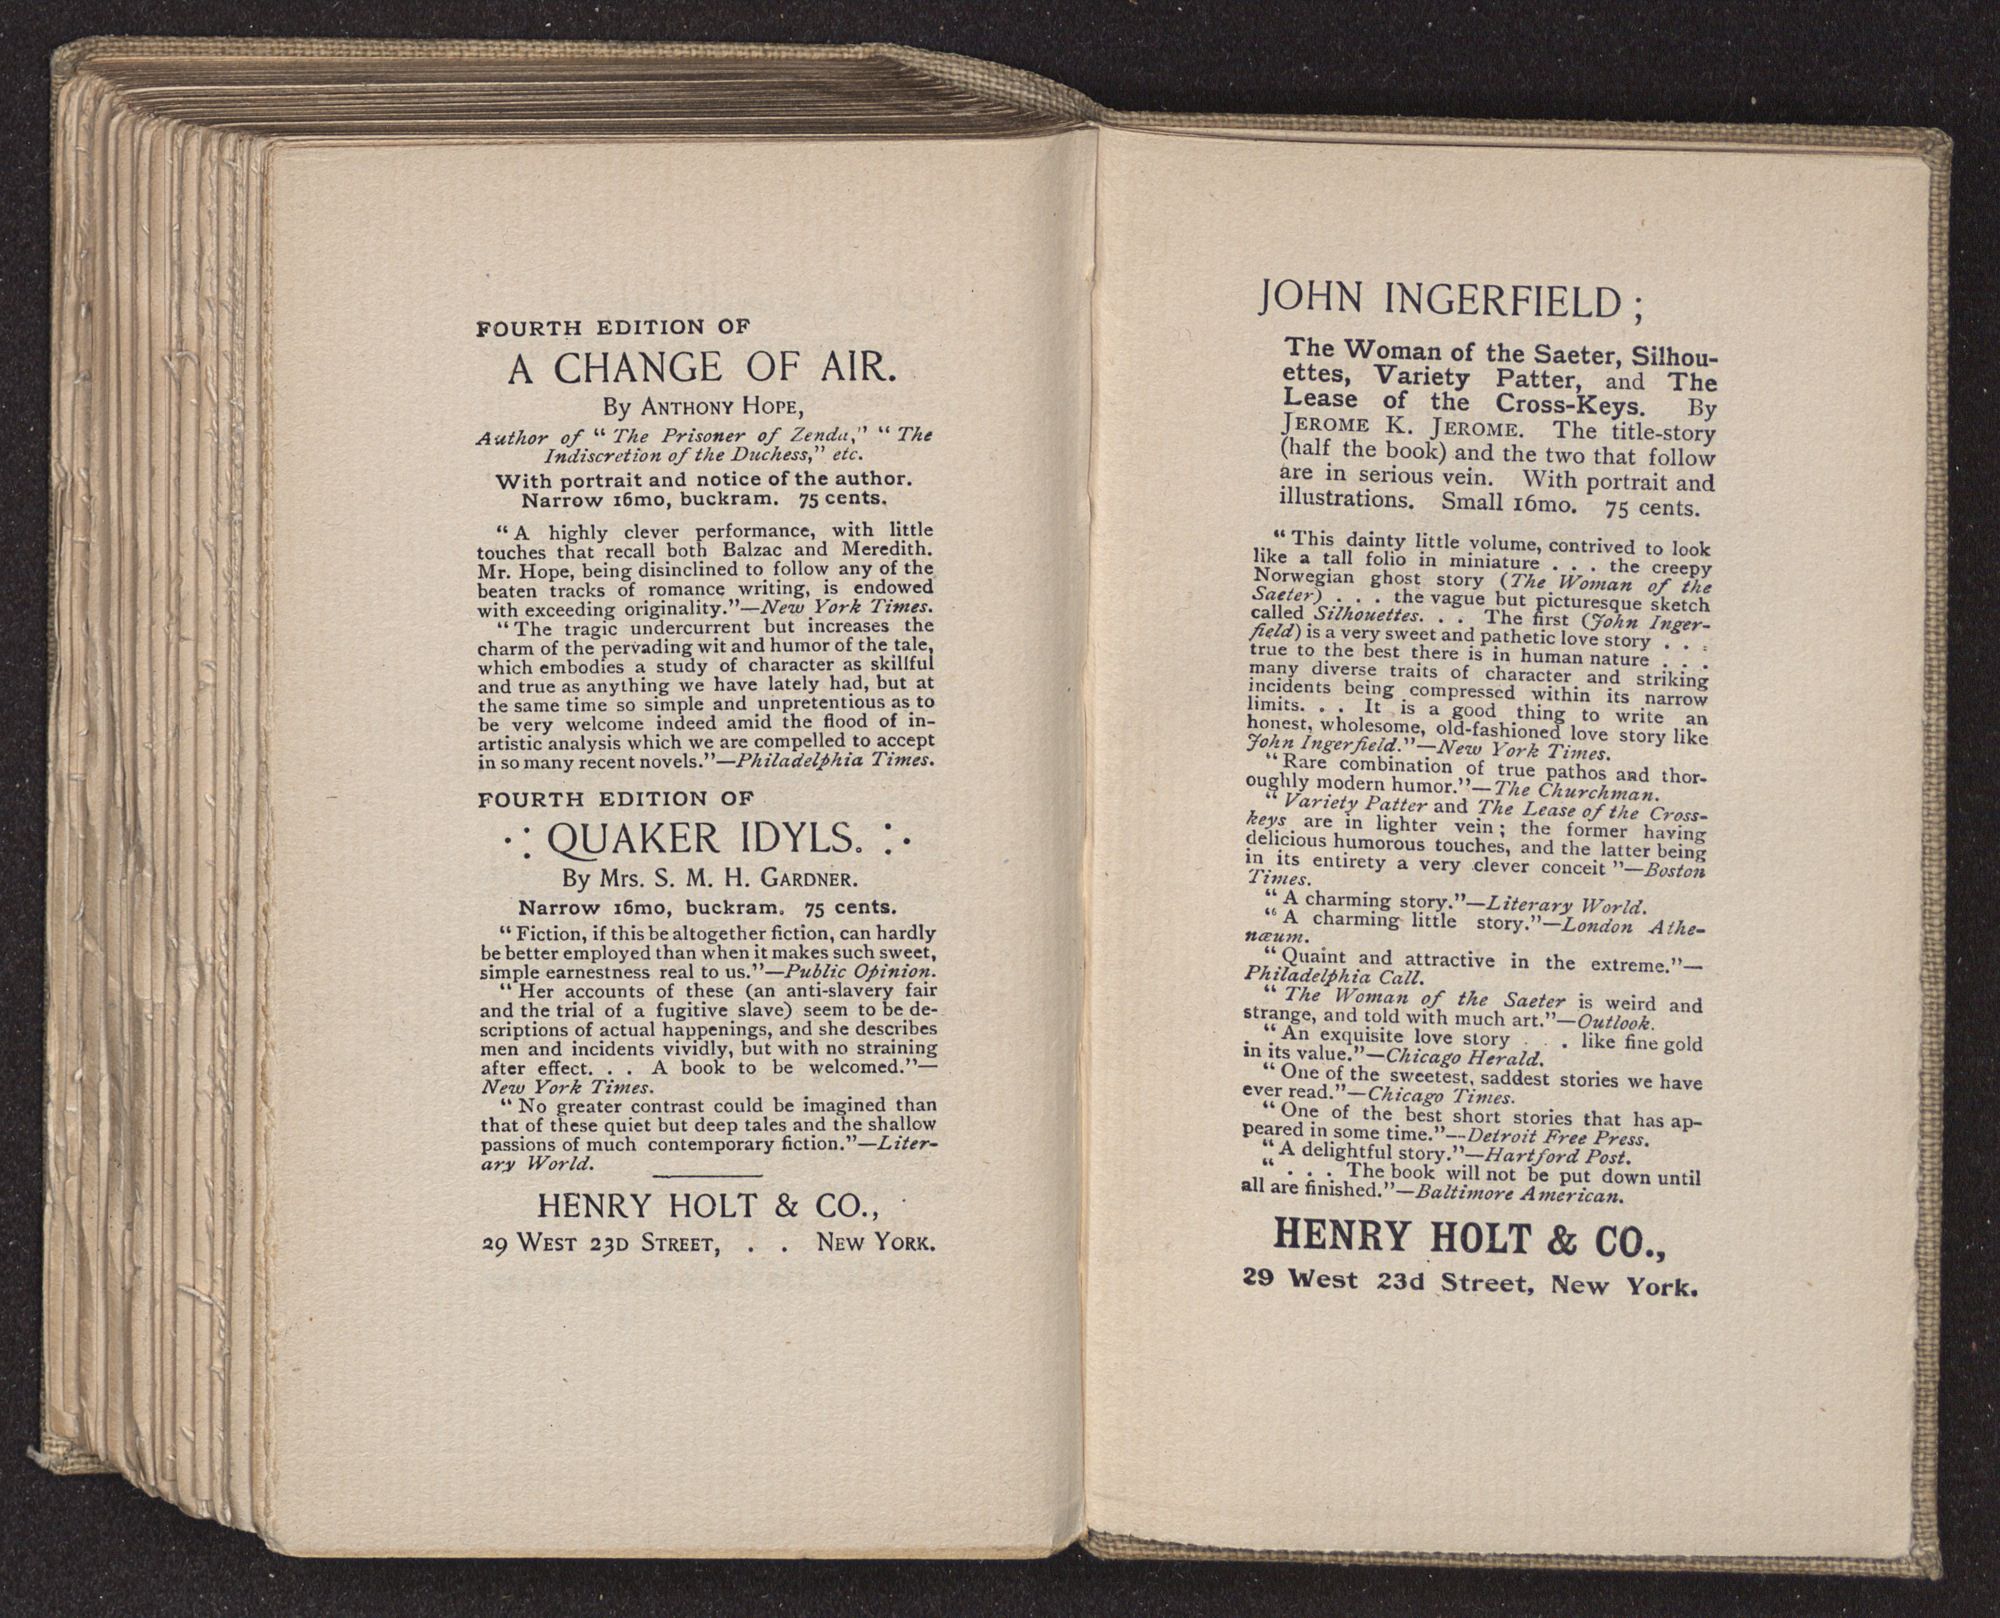 FOURTH EDITION OF
A CHANGE OF AIR.
By ANTHONY HOPE,
Author of “ The Prisoner of Zenda,” “ The
Indiscretion of the Duchess,” etc.
With portrait and notice of the author.
Narrow 16mo, buckram. 75 cents.
“ A highly clever performance, with little
touches that recall both Balzac and Meredith.
Mr. Hope, being disinclined to follow any of the
beaten tracks of romance writing, is endowed
with exceeding originality.”—New York Times.
“ The tragic undercurrent but increases the
charm of the pervading wit and humor of the tale,
which embodies a study of character as skillful
and true as anything we have lately had, but at
the same time so simple and unpretentious as to
be very welcome indeed amid the flood of in-
artistic analysis which we are compelled to accept
in so many recent novels.”—Philadelphia Times.
FOURTH EDITION OF
QUAKER IDYLS.
By Mrs. S. M. H. GARDNER.
Narrow 16mo, buckram. 75 cents.
“ Fiction, if this be altogether fiction, can hardly
be better employed than when it makes such sweet,
simple earnestness real to us.”—Public Opinion.
“ Her accounts of these (an anti-slavery fair
and the trial of a fugitive slave) seem to be de-
scriptions of actual happenings, and she describes
men and incidents vividly, but with no straining
after effect. . . A book to be welcomed.”—
New York Times.
“ No greater contrast could be imagined than
that of these quiet but deep tales and the shallow
passions of much contemporary fiction.”—Liter-
ary World.
HENRY HOLT & CO.,
29 WEST 23D STREET, . . NEW YORK.
JOHN INGERFIELD ;
The Woman of the Saeter, Silhou-
ettes, Variety Patter, and The
Lease of the Cross-Keys. By
JEROME K. JEROME. The title-story
(half the book) and the two that follow
are in serious vein. With portrait and
illustrations. Small 16mo. 75 cents.
“ This dainty little volume, contrived to look
like a tall folio in miniature . . . the creepy
Norwegian ghost story (The Woman of the
Saeter) . . . the vague but picturesque sketch
called Silhouettes. . . The first (John Inger-
field) is a very sweet and pathetic love story . . .
true to the best there is in human nature . . .
many diverse traits of character and striking
incidents being compressed within its narrow
limits. . . It is a good thing to write an
honest, wholesome, old-fashioned love story like
John Ingerfield.”—New York Times.
“ Rare combination of true pathos and thor-
oughly modern humor.”—The Churchman.
“ Variety Patter and The Lease of the Cross-
keys are in lighter vein ; the former having
delicious humorous touches, and the latter being
in its entirety a very clever conceit ”—Boston
Times.
“ A charming story.”—Literary World.
“ A charming little story.”—London Athe-
næum.
“ Quaint and attractive in the extreme.”—
Philadelphia Call.
“ The Woman of the Saeter is weird and
strange, and told with much art.”—Outlook.
“ An exquisite love story . . . like fine gold
in its value.”—Chicago Herald.
“ One of the sweetest, saddest stories we have
ever read.”—Chicago Times.
“ One of the best short stories that has ap-
peared in some time.”—Detroit Free Press.
“ A delightful story.”—Hartford Post.
“ . . . The book will not be put down until
all are finished.”—Baltimore American.
HENRY HOLT & CO.,
29 West 23d Street, New York.